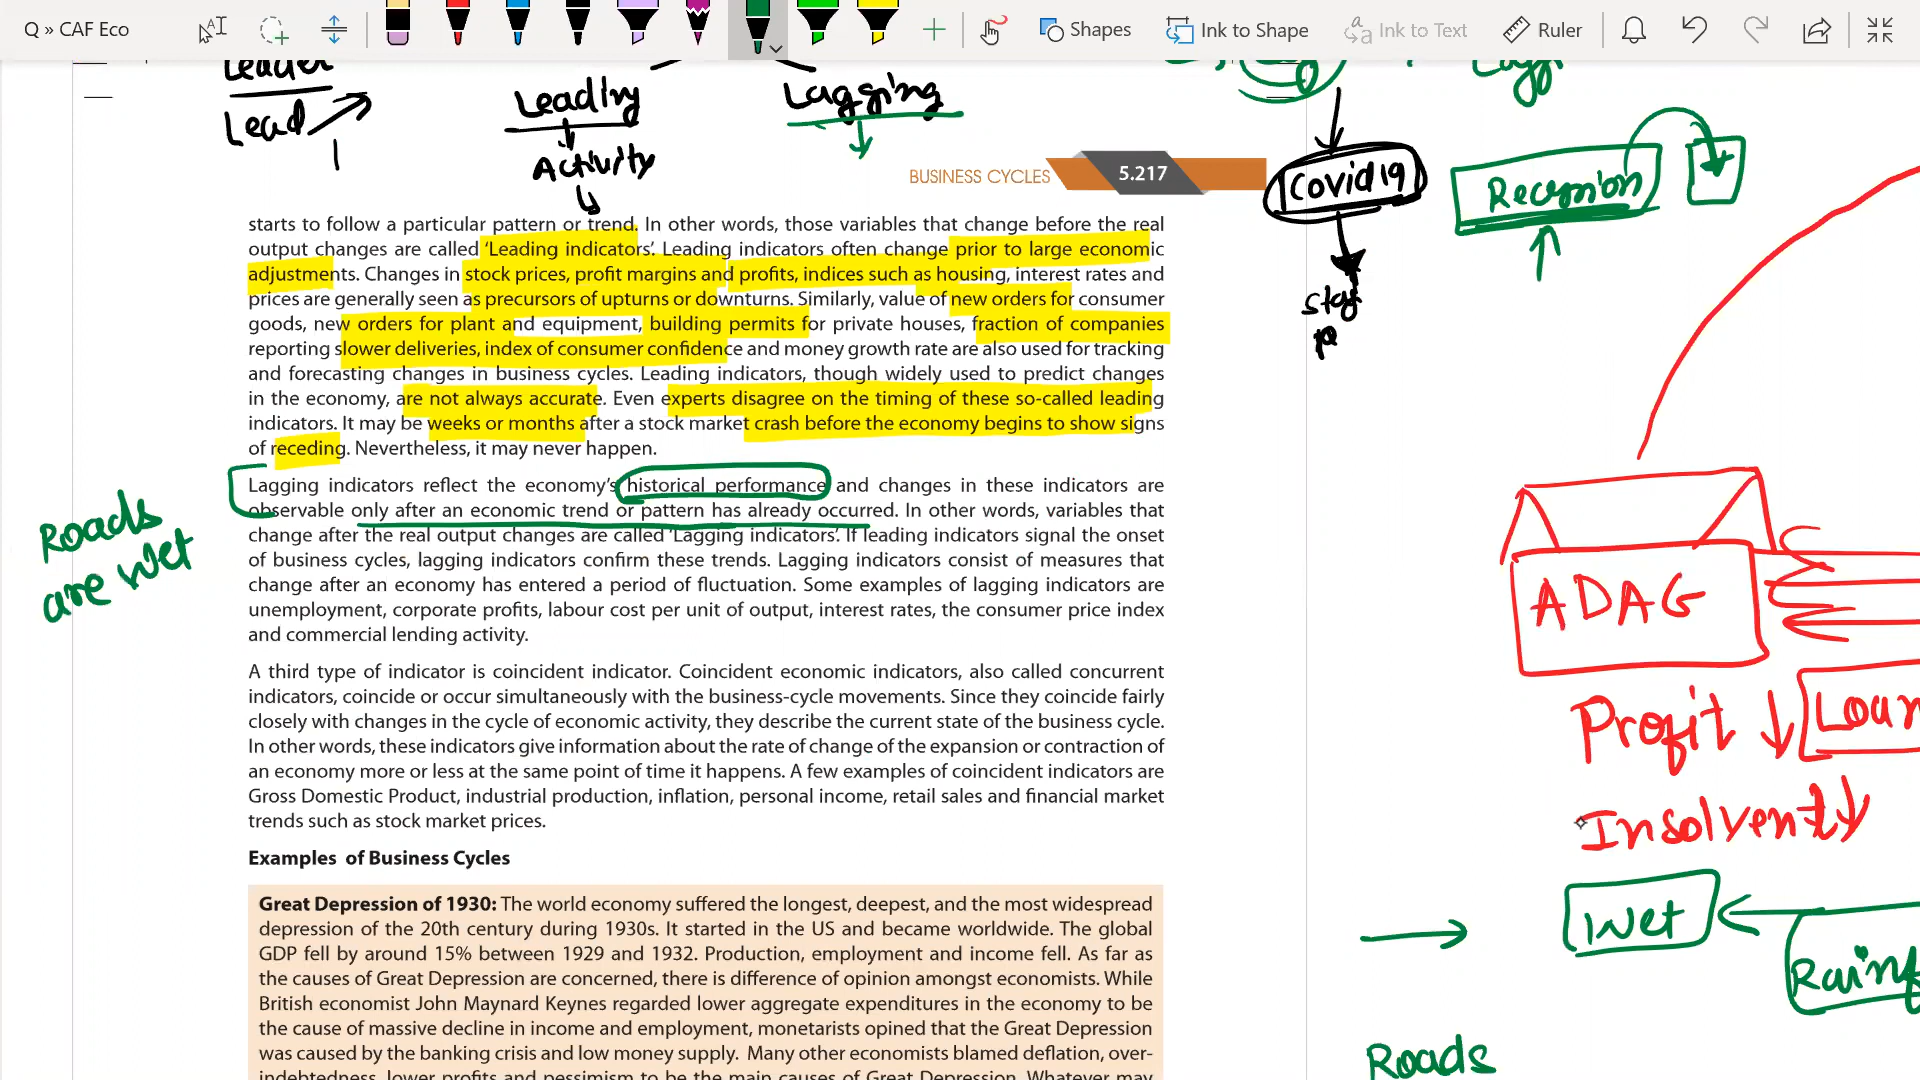 Q » CAF Eco
Shapes
Ink to Shape
Ink to Text
Ruler
Leader
Lead
Leading
Activity
Lagging
BUSINESS CYCLES 5.217
Covid19
Recession
starts to follow a particular pattern or trend. In other words, those variables that change before the real
output changes are called ‘Leading indicators’. Leading indicators often change prior to large economic
adjustments. Changes in stock prices, profit margins and profits, indices such as housing, interest rates and
prices are generally seen as precursors of upturns or downturns. Similarly, value of new orders for consumer
goods, new orders for plant and equipment, building permits for private houses, fraction of companies
reporting slower deliveries, index of consumer confidence and money growth rate are also used for tracking
and forecasting changes in business cycles. Leading indicators, though widely used to predict changes
in the economy, are not always accurate. Even experts disagree on the timing of these so-called leading
indicators. It may be weeks or months after a stock market crash before the economy begins to show signs
of receding. Nevertheless, it may never happen.
Lagging indicators reflect the economy’s historical performance and changes in these indicators are
observable only after an economic trend or pattern has already occurred. In other words, variables that
change after the real output changes are called ‘Lagging indicators’. If leading indicators signal the onset
of business cycles, lagging indicators confirm these trends. Lagging indicators consist of measures that
change after an economy has entered a period of fluctuation. Some examples of lagging indicators are
unemployment, corporate profits, labour cost per unit of output, interest rates, the consumer price index
and commercial lending activity.
Roads
are wet
A third type of indicator is coincident indicator. Coincident economic indicators, also called concurrent
indicators, coincide or occur simultaneously with the business-cycle movements. Since they coincide fairly
closely with changes in the cycle of economic activity, they describe the current state of the business cycle.
In other words, these indicators give information about the rate of change of the expansion or contraction of
an economy more or less at the same point of time it happens. A few examples of coincident indicators are
Gross Domestic Product, industrial production, inflation, personal income, retail sales and financial market
trends such as stock market prices.
Examples of Business Cycles
Great Depression of 1930: The world economy suffered the longest, deepest, and the most widespread
depression of the 20th century during 1930s. It started in the US and became worldwide. The global
GDP fell by around 15% between 1929 and 1932. Production, employment and income fell. As far as
the causes of Great Depression are concerned, there is difference of opinion amongst economists. While
British economist John Maynard Keynes regarded lower aggregate expenditures in the economy to be
the cause of massive decline in income and employment, monetarists opined that the Great Depression
was caused by the banking crisis and low money supply. Many other economists blamed deflation, over-
indebtedness, lower profits and pessimism to be the main causes of Great Depression. Whatever may
ADAG
Profit
Loan
Insolvent
Wet
Rainf
Roads